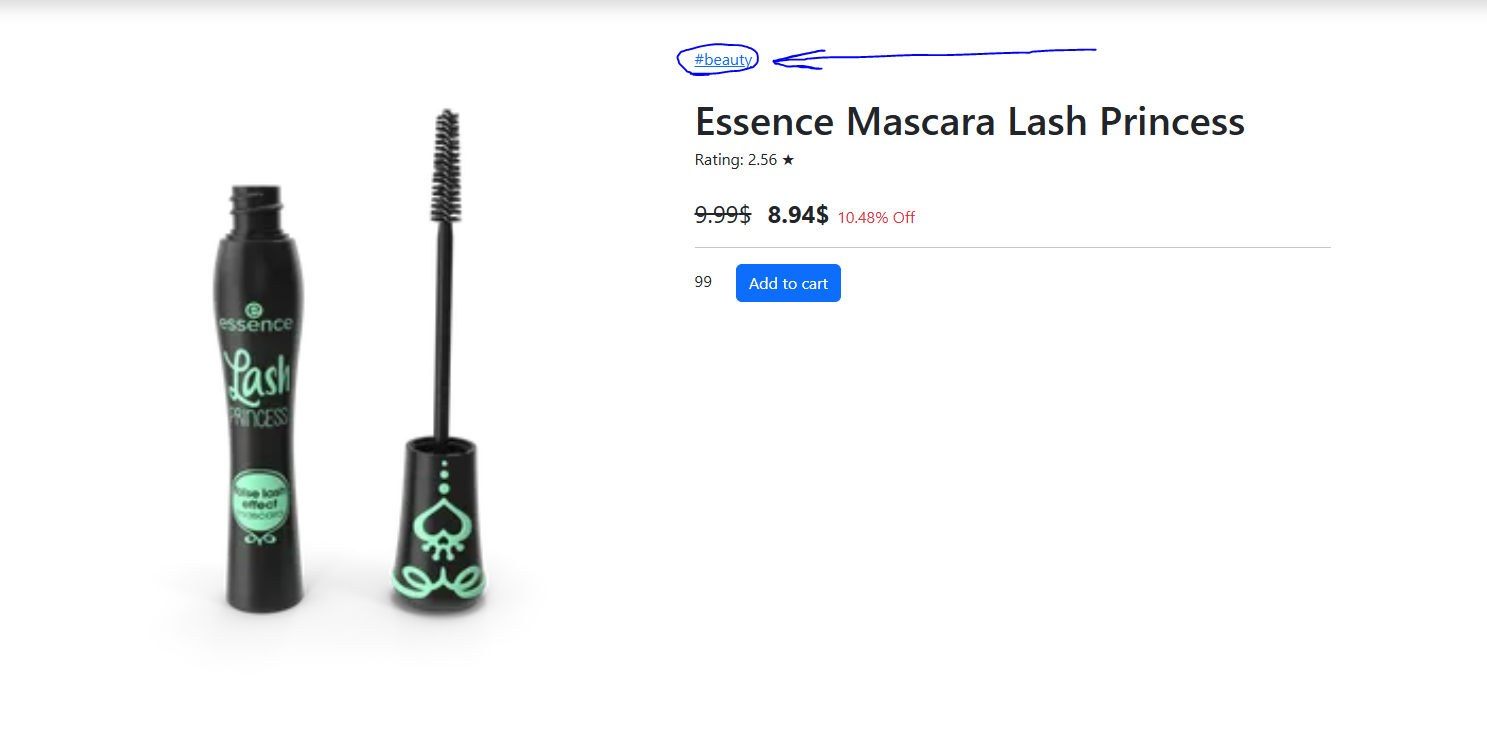 #beauty
Essence Mascara Lash Princess
Rating: 2.56 ★
9.99$ 8.94$ 10.48% Off
99 Add to cart
essence
Lash
PRINCESS
false lash
effect
mascara